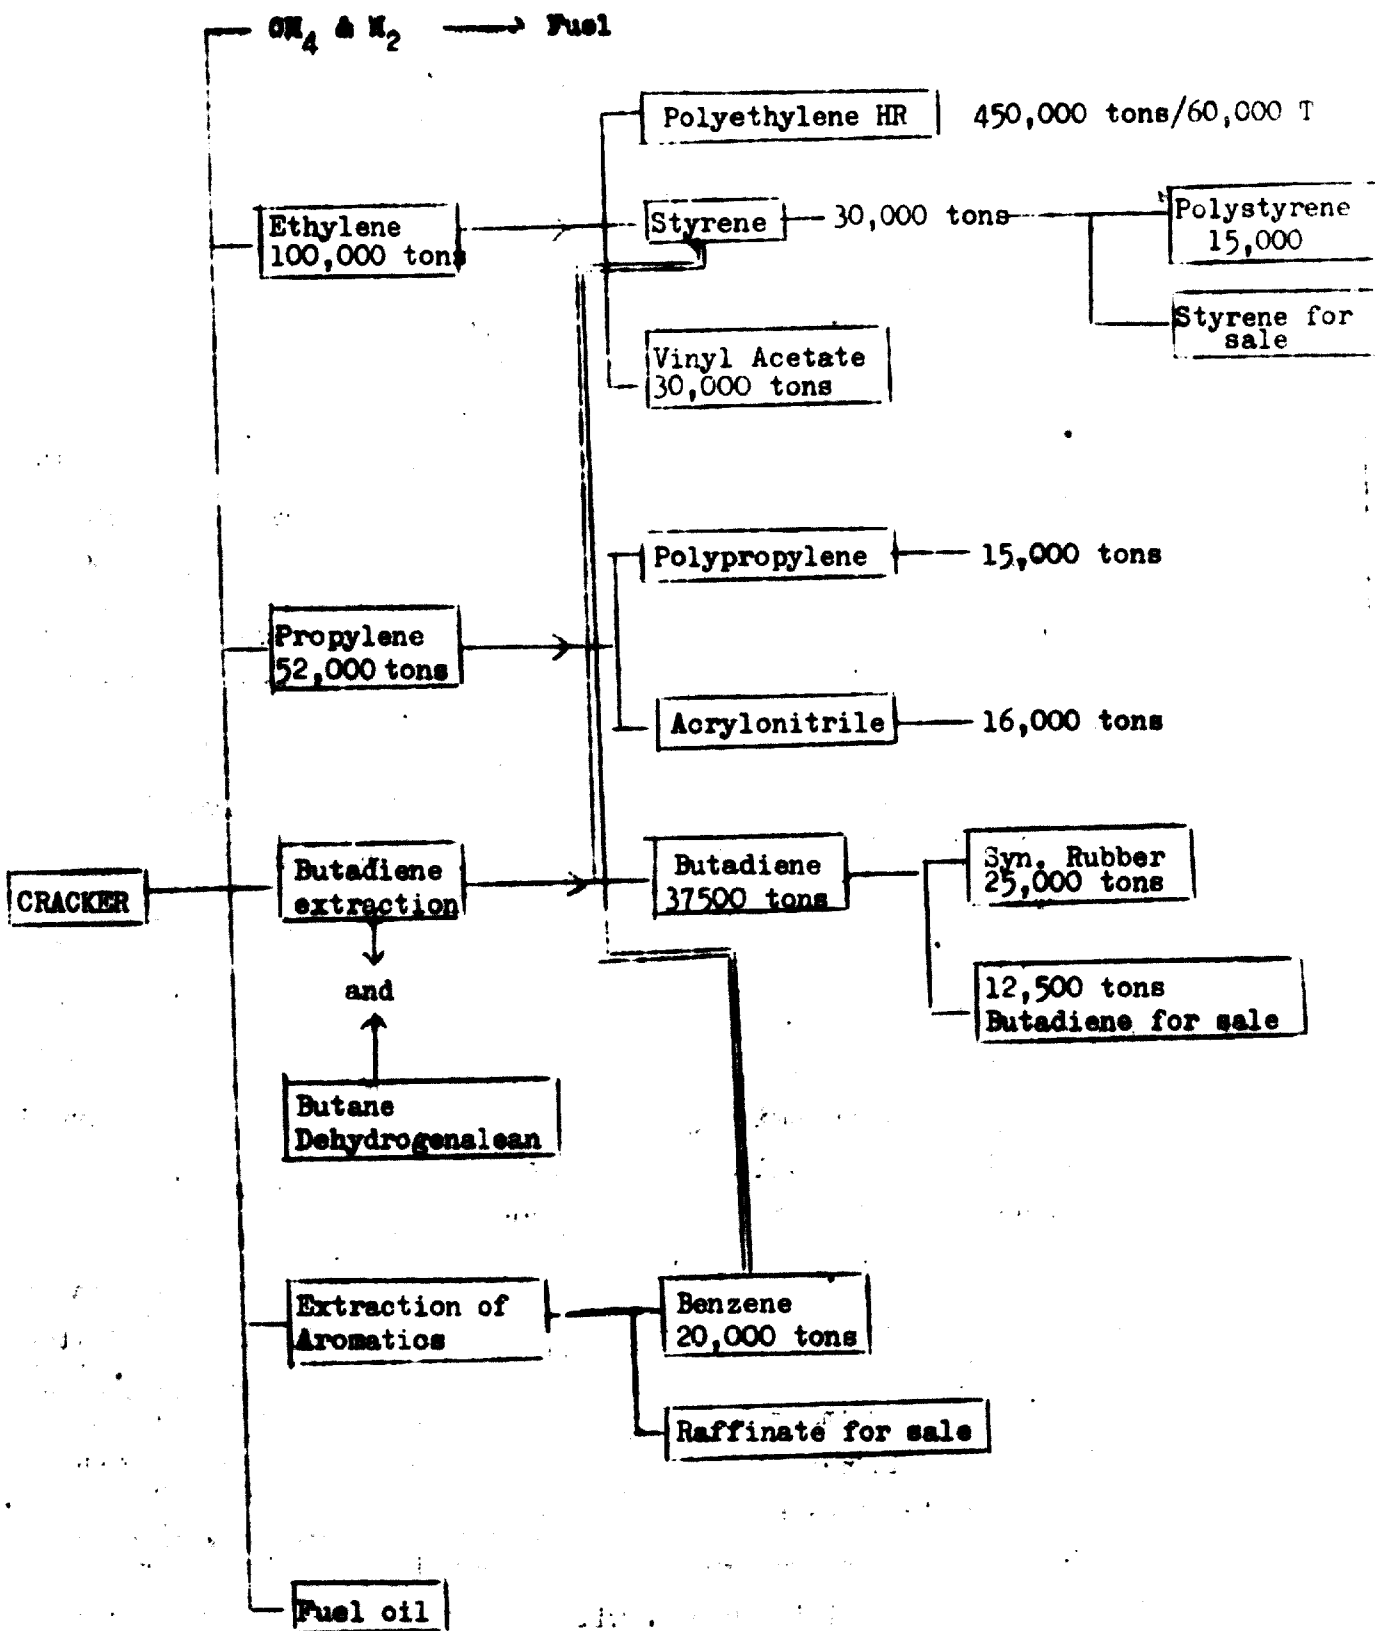 CH4 & H2 → Fuel
Polyethylene HR 450,000 tons/60,000 T
Ethylene
100,000 tons
Styrene 30,000 tons
Polystyrene
15,000
Styrene for
sale
Vinyl Acetate
30,000 tons
Polypropylene 15,000 tons
Propylene
52,000 tons
Acrylonitrile 16,000 tons
CRACKER
Butadiene
extraction
Butadiene
37500 tons
Syn. Rubber
25,000 tons
and
12,500 tons
Butadiene for sale
Butane
Dehydrogenalean
Extraction of
Aromatics
Benzene
20,000 tons
Raffinate for sale
Fuel oil